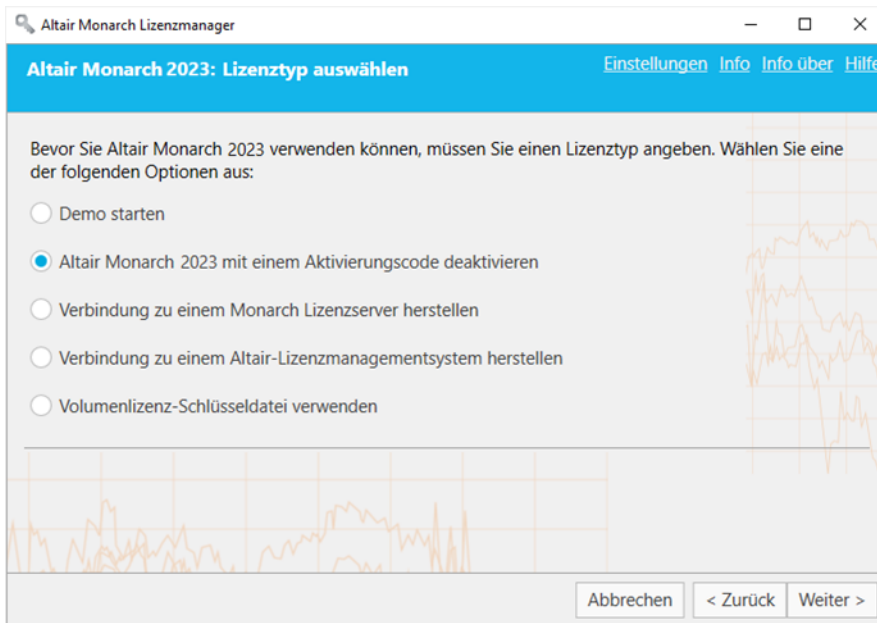 Altair Monarch Lizenzmanager
Altair Monarch 2023: Lizenztyp auswählen
Einstellungen Info Info über Hilfe
Bevor Sie Altair Monarch 2023 verwenden können, müssen Sie einen Lizenztyp angeben. Wählen Sie eine
der folgenden Optionen aus:
Demo starten
Altair Monarch 2023 mit einem Aktivierungscode deaktivieren
Verbindung zu einem Monarch Lizenzserver herstellen
Verbindung zu einem Altair-Lizenzmanagementsystem herstellen
Volumenlizenz-Schlüsseldatei verwenden
Abbrechen < Zurück Weiter >